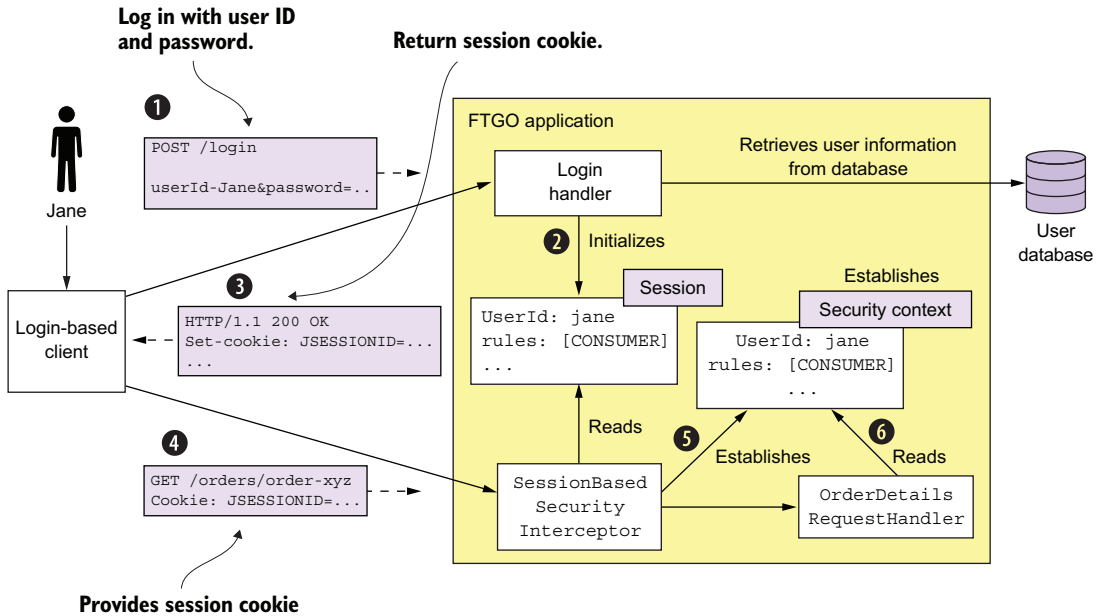 Log in with user ID
and password.
Return session cookie.
1
POST /login
userId-Jane&password=..
Jane
FTGO application
Login
handler
Retrieves user information
from database
User
database
2
Initializes
3
HTTP/1.1 200 OK
Set-cookie: JSESSIONID=...
...
Login-based
client
Session
UserId: jane
rules: [CONSUMER]
...
Establishes
Security context
UserId: jane
rules: [CONSUMER]
...
Reads
5
Establishes
6
Reads
4
GET /orders/order-xyz
Cookie: JSESSIONID=...
SessionBased
Security
Interceptor
OrderDetails
RequestHandler
Provides session cookie